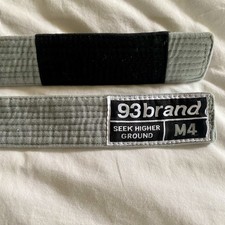 93brand
SEEK HIGHER
GROUND
M4